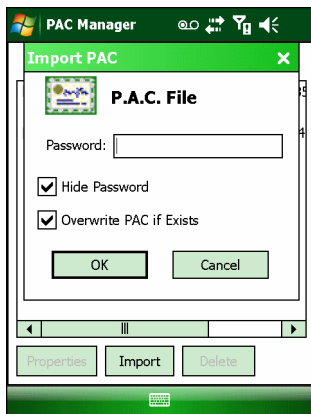 PAC Manager
Import PAC
P.A.C. File
Password:
Hide Password
Overwrite PAC if Exists
OK
Cancel
Properties
Import
Delete